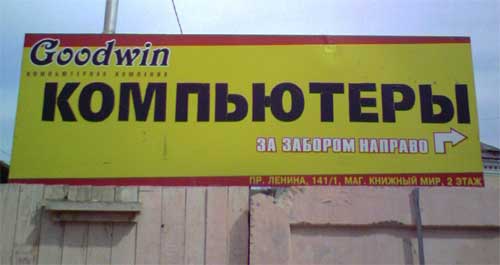 Goodwin
КОМПЬЮТЕРНАЯ КОМПАНИЯ
КОМПЬЮТЕРЫ
ЗА ЗАБОРОМ НАПРАВО
ПР. ЛЕНИНА, 141/1, МАГ. КНИЖНЫЙ МИР, 2 ЭТАЖ